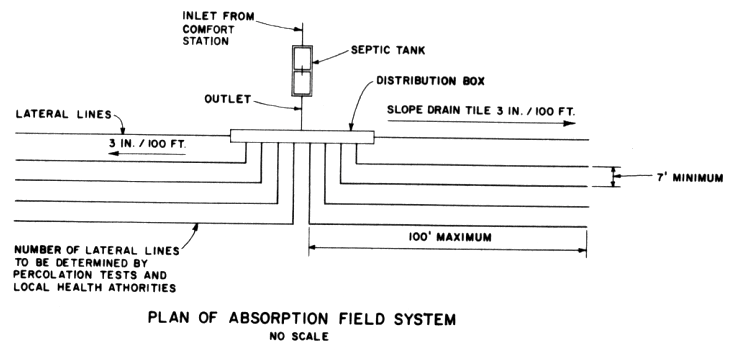 INLET FROM
COMFORT
STATION
SEPTIC TANK
DISTRIBUTION BOX
OUTLET
LATERAL LINES
SLOPE DRAIN TILE 3 IN./100 FT.
3 IN. / 100 FT.
7' MINIMUM
100' MAXIMUM
NUMBER OF LATERAL LINES
TO BE DETERMINED BY
PERCOLATION TESTS AND
LOCAL HEALTH ATHORITIES
PLAN OF ABSORPTION FIELD SYSTEM
NO SCALE